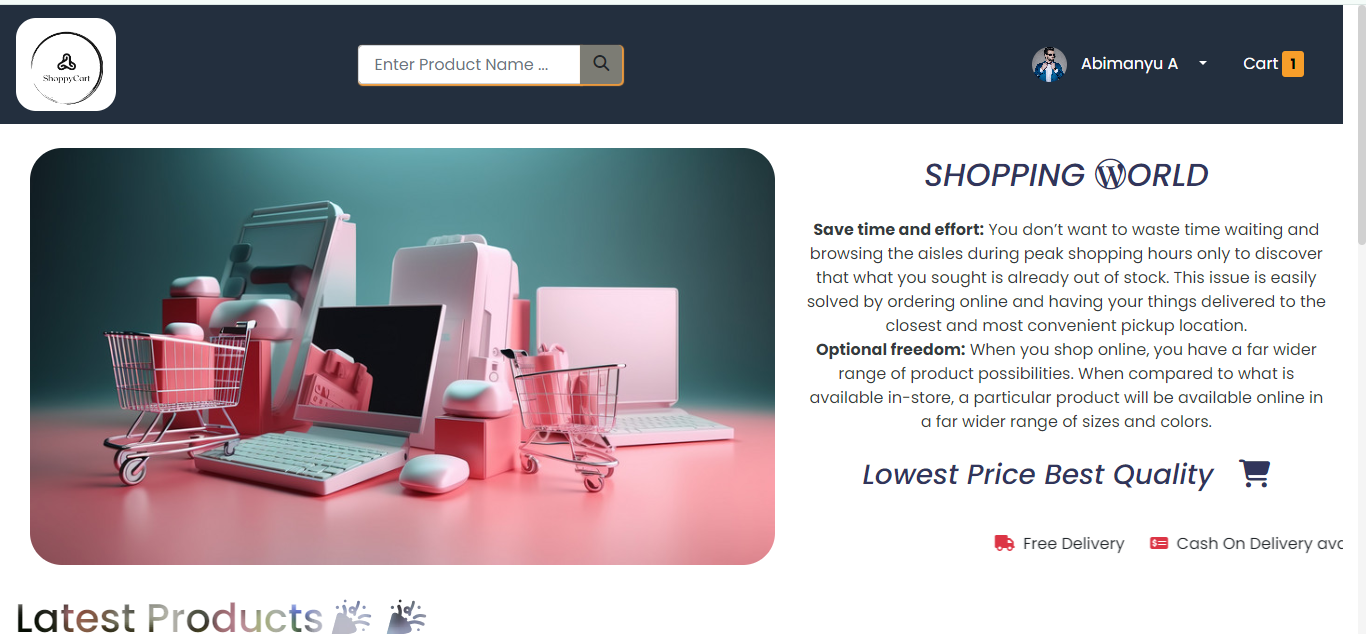 ShoppyCart
Enter Product Name ...
Abimanyu A
Cart 1
SHOPPING WORLD
Save time and effort: You don’t want to waste time waiting and
browsing the aisles during peak shopping hours only to discover
that what you sought is already out of stock. This issue is easily
solved by ordering online and having your things delivered to the
closest and most convenient pickup location.
Optional freedom: When you shop online, you have a far wider
range of product possibilities. When compared to what is
available in-store, a particular product will be available online in
a far wider range of sizes and colors.
Lowest Price Best Quality
Free Delivery
Cash On Delivery
Latest Products